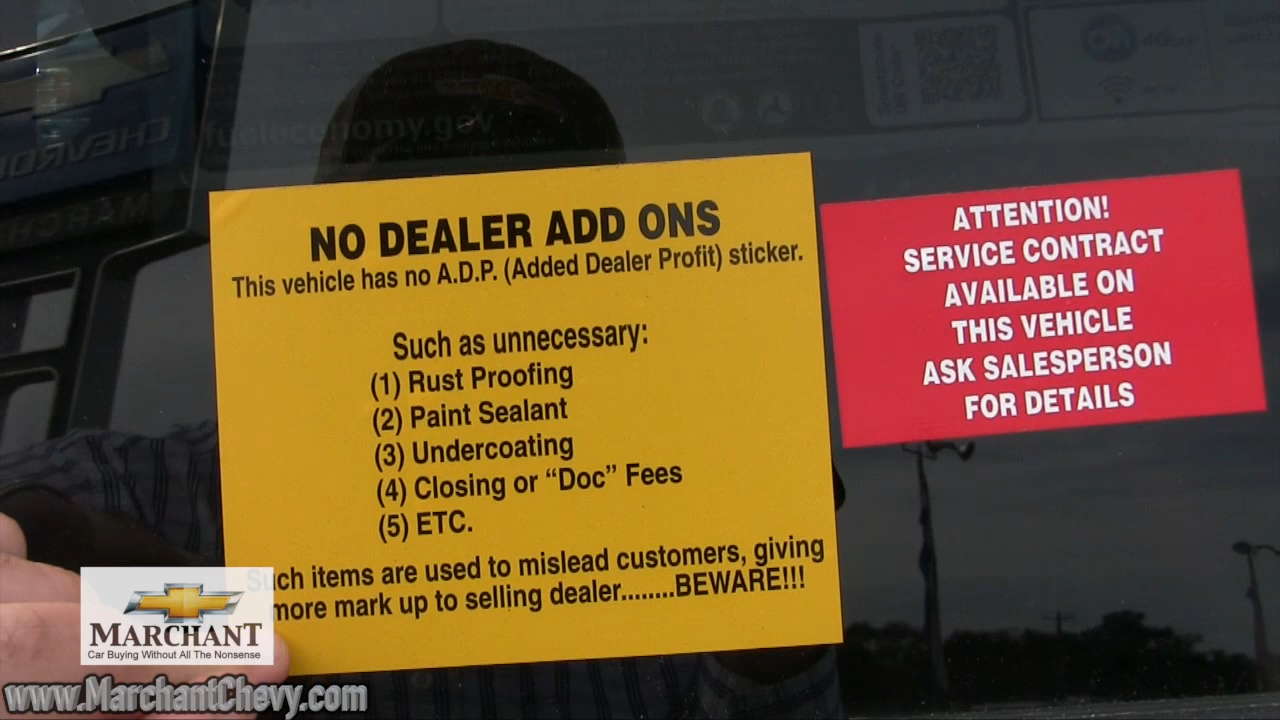 fueleconomy.gov
NO DEALER ADD ONS
This vehicle has no A.D.P. (Added Dealer Profit) sticker.
Such as unnecessary:
(1) Rust Proofing
(2) Paint Sealant
(3) Undercoating
(4) Closing or “Doc” Fees
(5) ETC.
Such items are used to mislead customers, giving
more mark up to selling dealer........BEWARE!!!
ATTENTION!
SERVICE CONTRACT
AVAILABLE ON
THIS VEHICLE
ASK SALESPERSON
FOR DETAILS
MARCHANT
Car Buying Without All The Nonsense
www.MarchantChevy.com